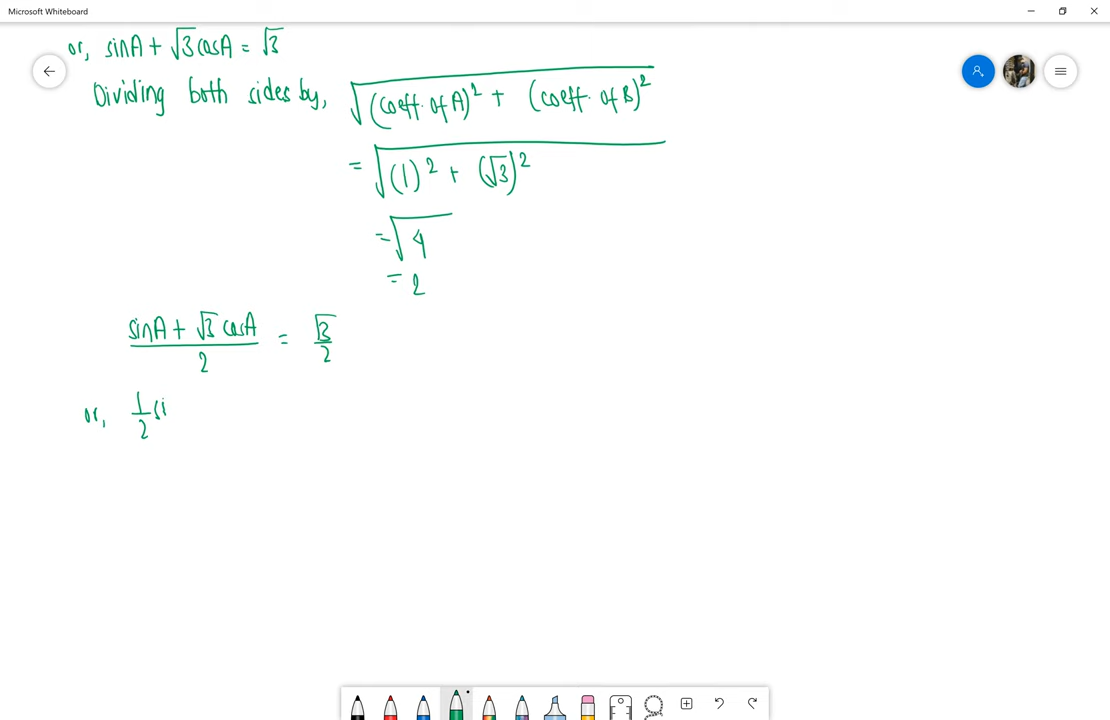 Microsoft Whiteboard
or, sinA + √3 cosA = √3
Dividing both sides by, √(coeff. of A)² + (coeff. of B)²
= √(1)² + (√3)²
= √4
= 2
sinA + √3 cosA / 2 = √3 / 2
or, 1/2 si